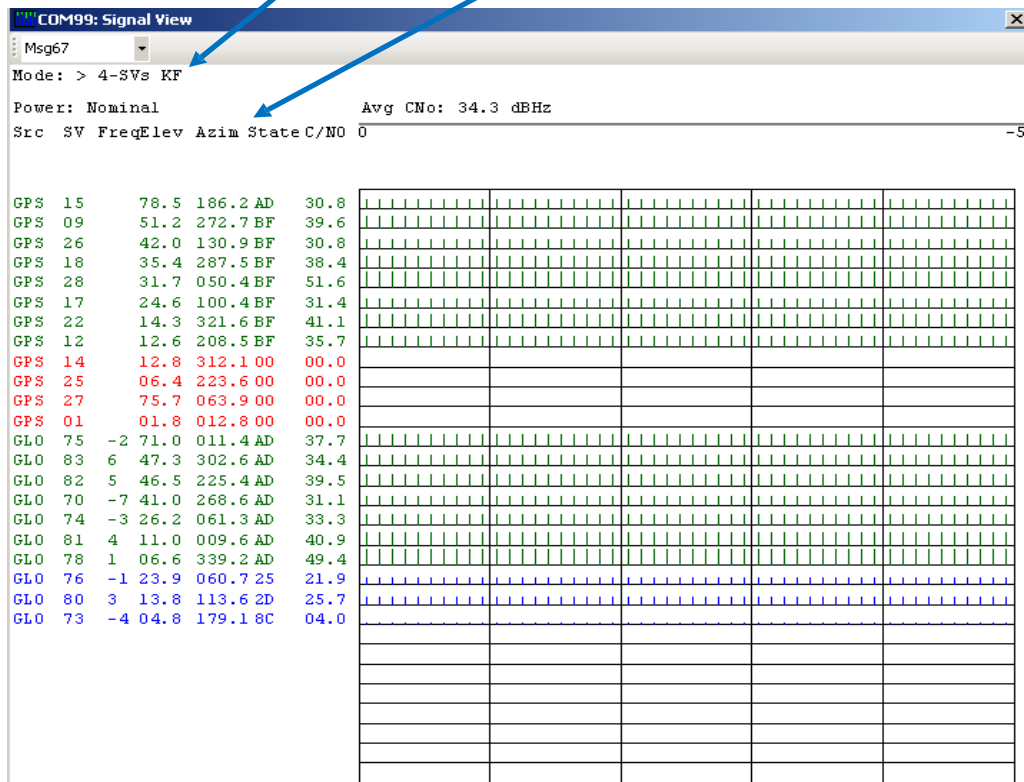 COM99: Signal View
Msg67
Mode: > 4-SVs KF
Power: Nominal Avg CNo: 34.3 dBHz
Src SV FreqElev Azim State C/N0 0 -5
GPS 15 78.5 186.2 AD 30.8
GPS 09 51.2 272.7 BF 39.6
GPS 26 42.0 130.9 BF 30.8
GPS 18 35.4 287.5 BF 38.4
GPS 28 31.7 050.4 BF 51.6
GPS 17 24.6 100.4 BF 31.4
GPS 22 14.3 321.6 BF 41.1
GPS 12 12.6 208.5 BF 35.7
GPS 14 12.8 312.1 00 00.0
GPS 25 06.4 223.6 00 00.0
GPS 27 75.7 063.9 00 00.0
GPS 01 01.8 012.8 00 00.0
GLO 75 -2 71.0 011.4 AD 37.7
GLO 83 6 47.3 302.6 AD 34.4
GLO 82 5 46.5 225.4 AD 39.5
GLO 70 -7 41.0 268.6 AD 31.1
GLO 74 -3 26.2 061.3 AD 33.3
GLO 81 4 11.0 009.6 AD 40.9
GLO 78 1 06.6 339.2 AD 49.4
GLO 76 -1 23.9 060.7 25 21.9
GLO 80 3 13.8 113.6 2D 25.7
GLO 73 -4 04.8 179.1 8C 04.0